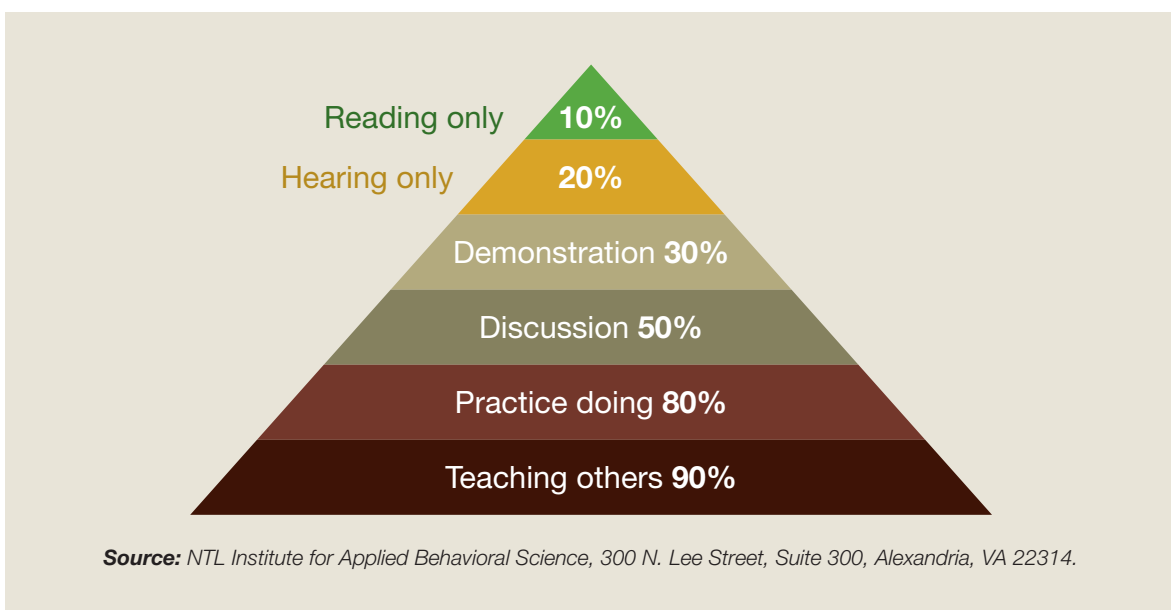 Reading only 10%
Hearing only 20%
Demonstration 30%
Discussion 50%
Practice doing 80%
Teaching others 90%
Source: NTL Institute for Applied Behavioral Science, 300 N. Lee Street, Suite 300, Alexandria, VA 22314.